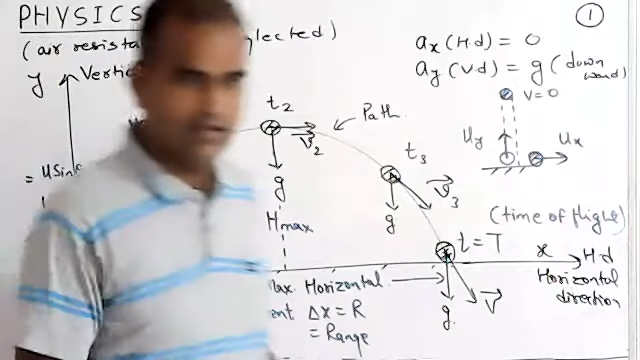 PHYSICS
(air resista
glected)
1
y
Vertic
= usinθ
t2
Path
v2
g
Hmax
t3
v3
g
t=T
v
g
ax(H.d) = 0
ay(V.d) = g (down
ward)
v=0
uy
ux
(time of flight)
x
H.d
Horizontal
direction
Max Horizontal
ent Δx = R
= Range